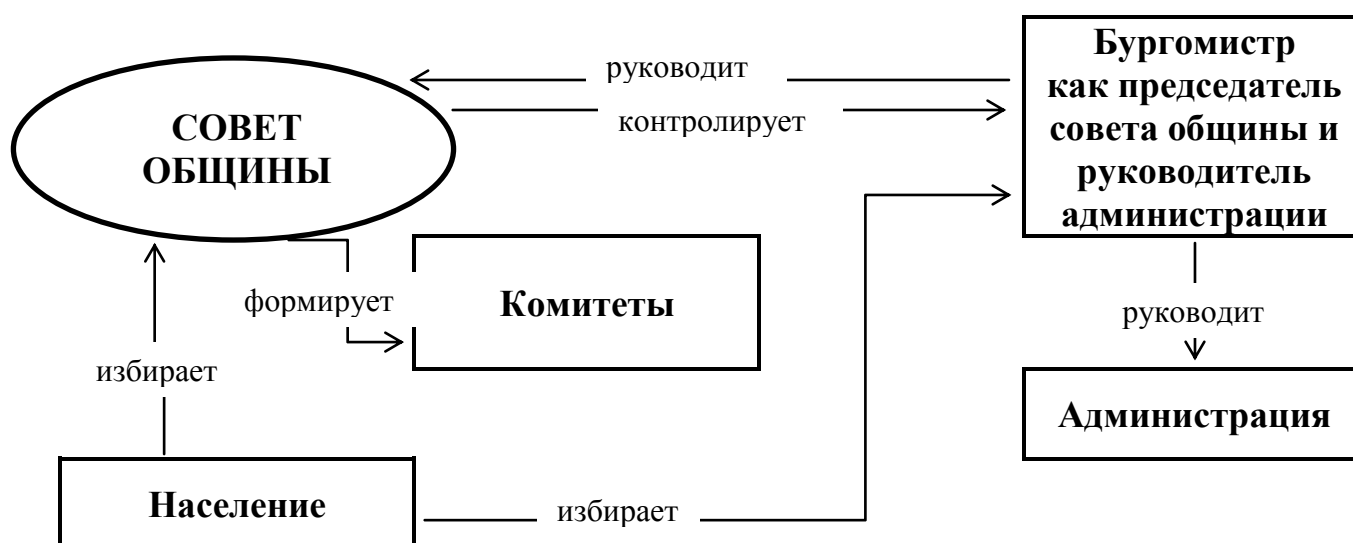 Бургомистр
как председатель
совета общины и
руководитель
администрации
руководит
контролирует
СОВЕТ
ОБЩИНЫ
формирует
Комитеты
руководит
избирает
Администрация
Население
избирает